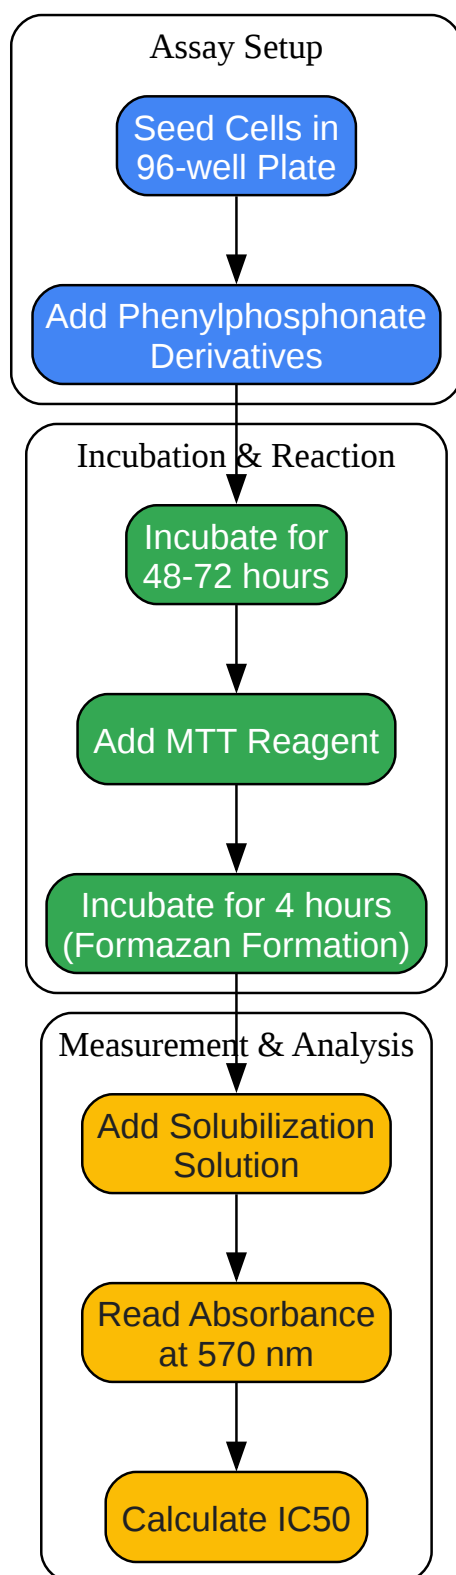 Assay Setup
Seed Cells in
96-well Plate
Add Phenylphosphonate
Derivatives
Incubation & Reaction
Incubate for
48-72 hours
Add MTT Reagent
Incubate for 4 hours
(Formazan Formation)
Measurement & Analysis
Add Solubilization
Solution
Read Absorbance
at 570 nm
Calculate IC50